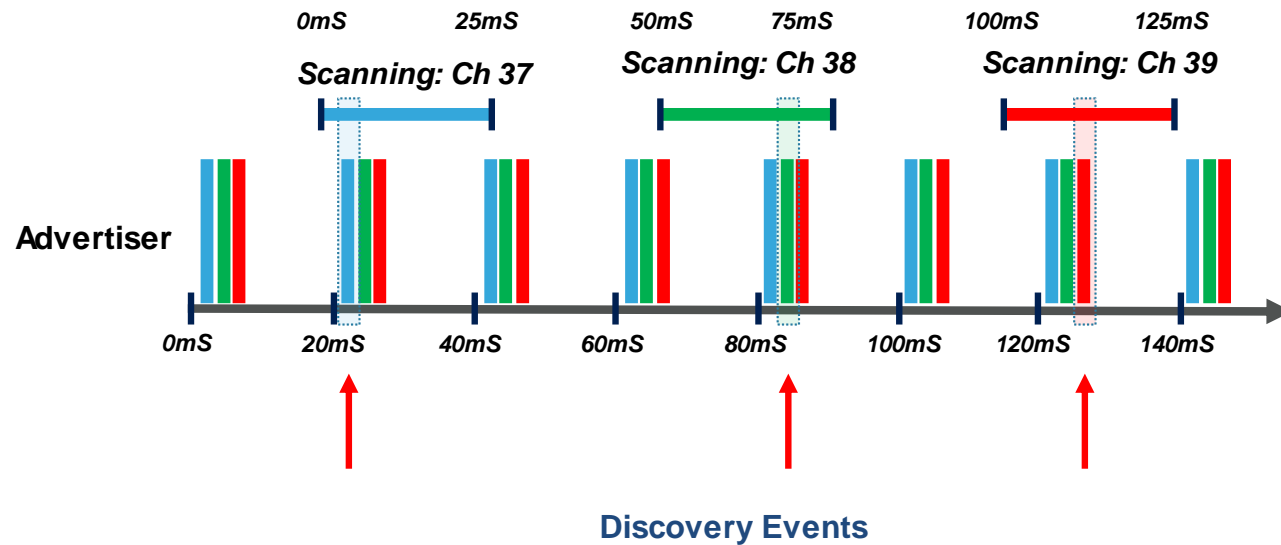 0mS 25mS 50mS 75mS 100mS 125mS
Scanning: Ch 37 Scanning: Ch 38 Scanning: Ch 39
Advertiser
0mS 20mS 40mS 60mS 80mS 100mS 120mS 140mS
Discovery Events